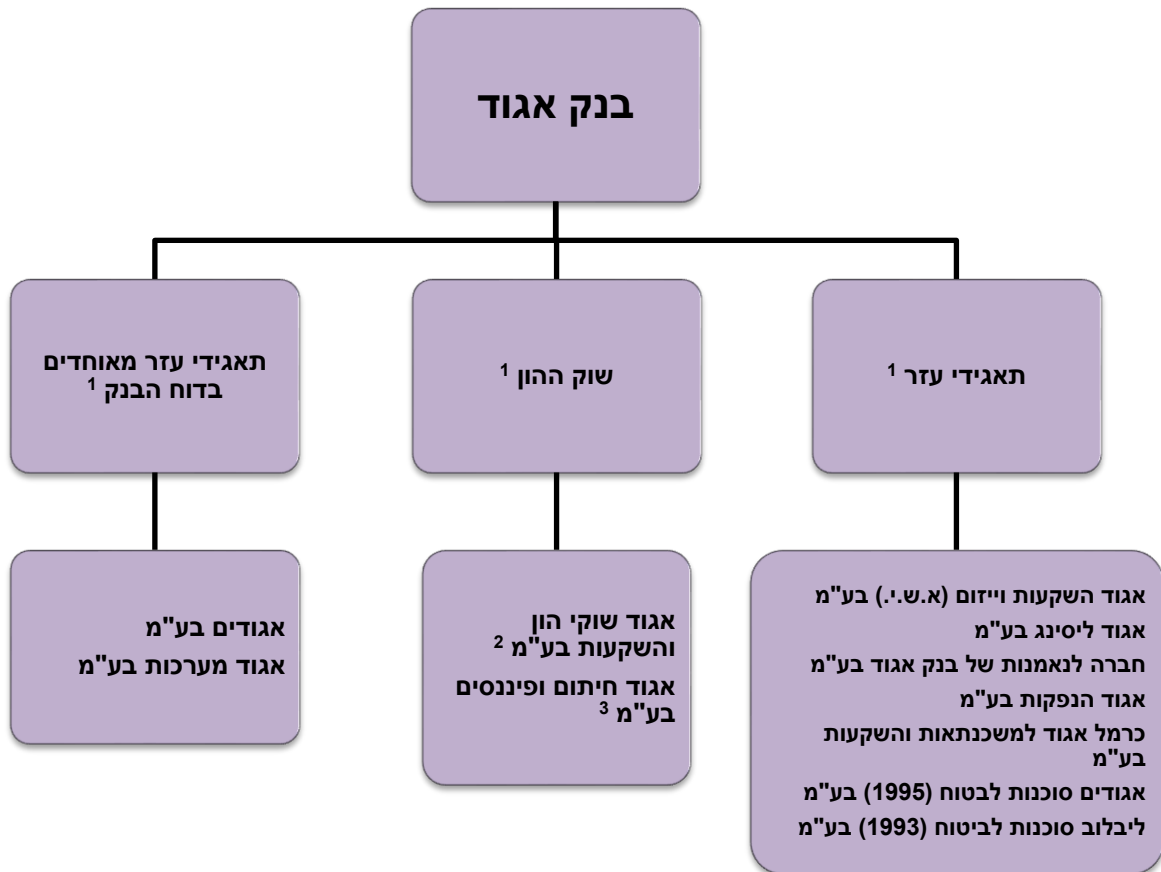 בנק אגוד
תאגידי עזר 1
שוק ההון 1
תאגידי עזר מאוחדים
בדוח הבנק 1
אגוד השקעות וייזום (א.ש.י.) בע"מ
אגוד ליסינג בע"מ
חברה לנאמנות של בנק אגוד בע"מ
אגוד הנפקות בע"מ
כרמל אגוד למשכנתאות והשקעות
בע"מ
אגודים סוכנות לבטוח (1995) בע"מ
ליבלוב סוכנות לביטוח (1993) בע"מ
אגוד שוקי הון
והשקעות בע"מ 2
אגוד חיתום ופיננסים
בע"מ 3
אגודים בע"מ
אגוד מערכות בע"מ